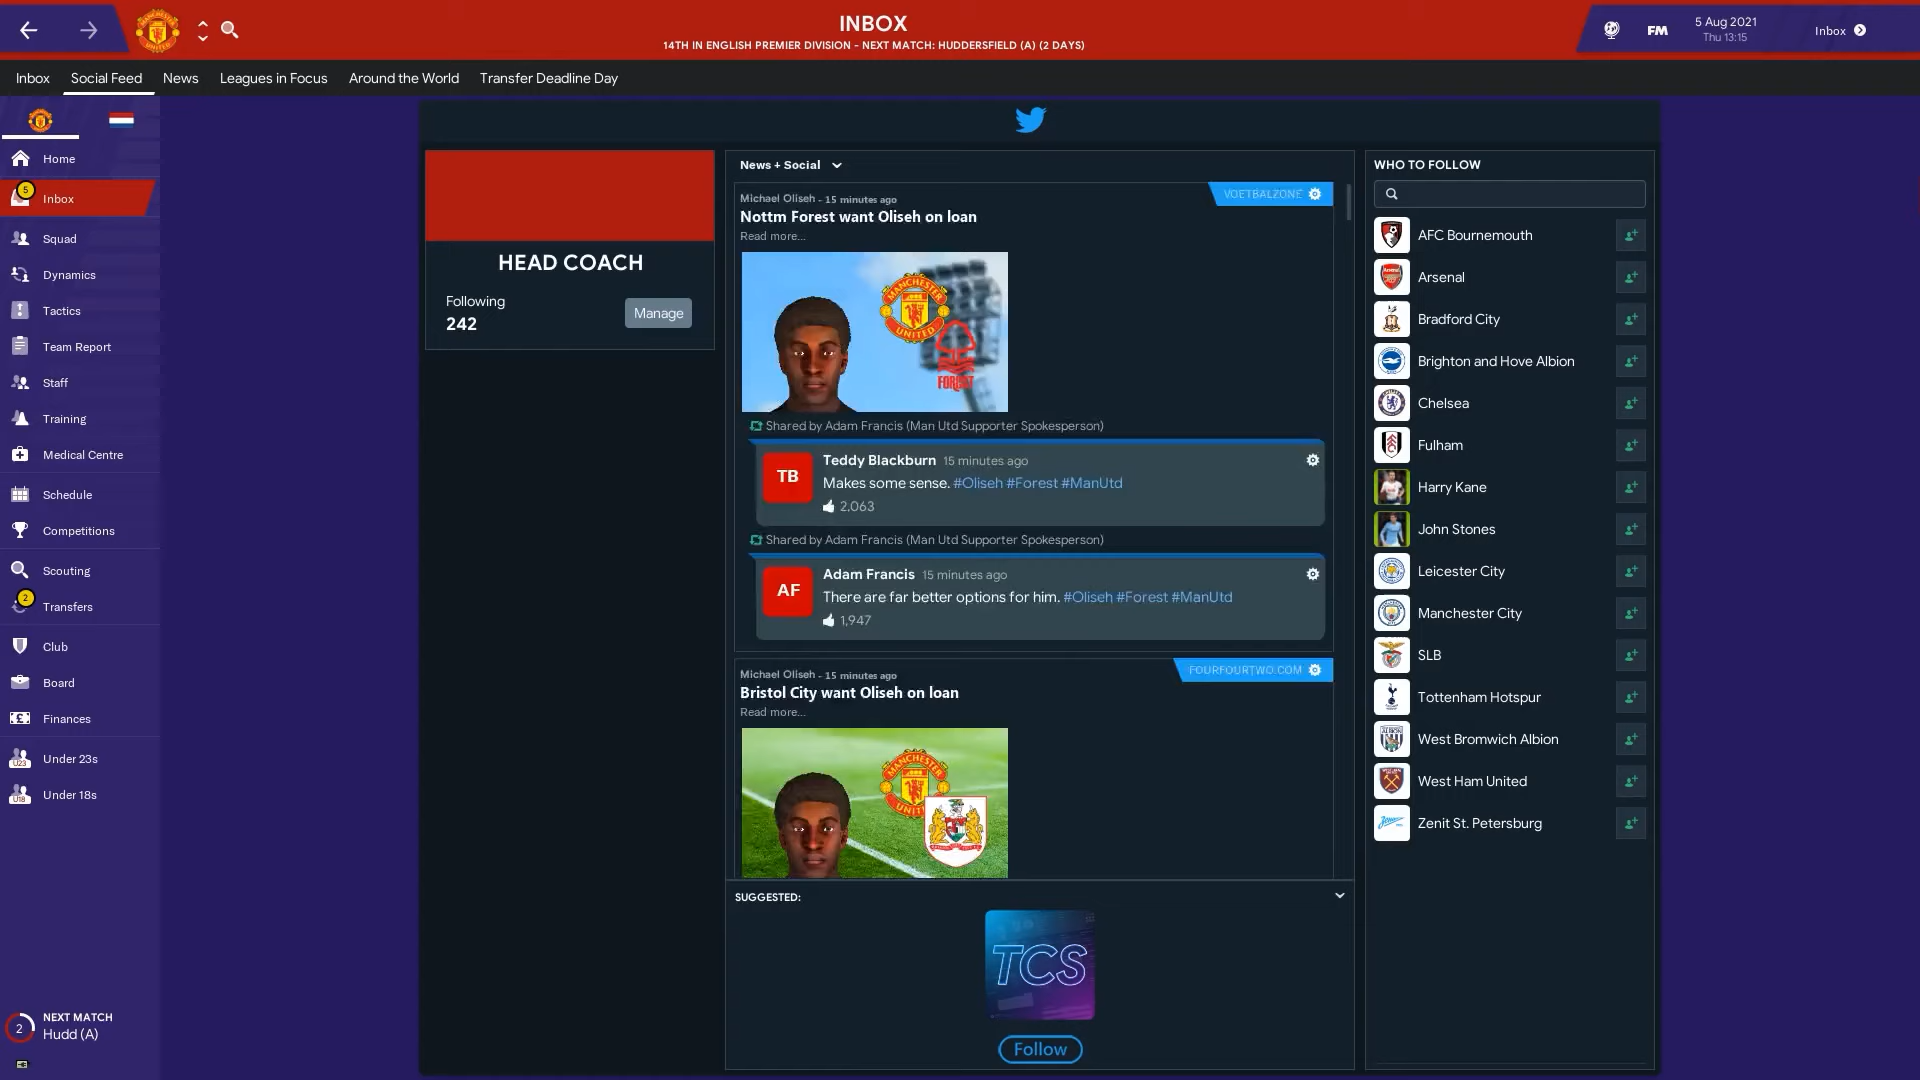 INBOX
14TH IN ENGLISH PREMIER DIVISION - NEXT MATCH: HUDDERSFIELD (A) (2 DAYS)
FM
5 Aug 2021
Thu 13:15
Inbox
Inbox
Social Feed
News
Leagues in Focus
Around the World
Transfer Deadline Day
Home
5
Inbox
Squad
Dynamics
Tactics
Team Report
Staff
Training
Medical Centre
Schedule
Competitions
Scouting
2
Transfers
Club
Board
Finances
U23
Under 23s
U18
Under 18s
2
NEXT MATCH
Hudd (A)
HEAD COACH
Following
242
Manage
News + Social
VOETBALZONE
Michael Oliseh - 15 minutes ago
Nottm Forest want Oliseh on loan
Read more...
MANCHESTER
UNITED
FOREST
Shared by Adam Francis (Man Utd Supporter Spokesperson)
TB
Teddy Blackburn 15 minutes ago
Makes some sense. #Oliseh #Forest #ManUtd
2,063
Shared by Adam Francis (Man Utd Supporter Spokesperson)
AF
Adam Francis 15 minutes ago
There are far better options for him. #Oliseh #Forest #ManUtd
1,947
FOURFOURTWO.COM
Michael Oliseh - 15 minutes ago
Bristol City want Oliseh on loan
Read more...
MANCHESTER
SUGGESTED:
TCS
Follow
WHO TO FOLLOW
AFC Bournemouth
Arsenal
Bradford City
Brighton and Hove Albion
Chelsea
Fulham
Harry Kane
John Stones
Leicester City
Manchester City
SLB
Tottenham Hotspur
West Bromwich Albion
West Ham United
Zenit St. Petersburg